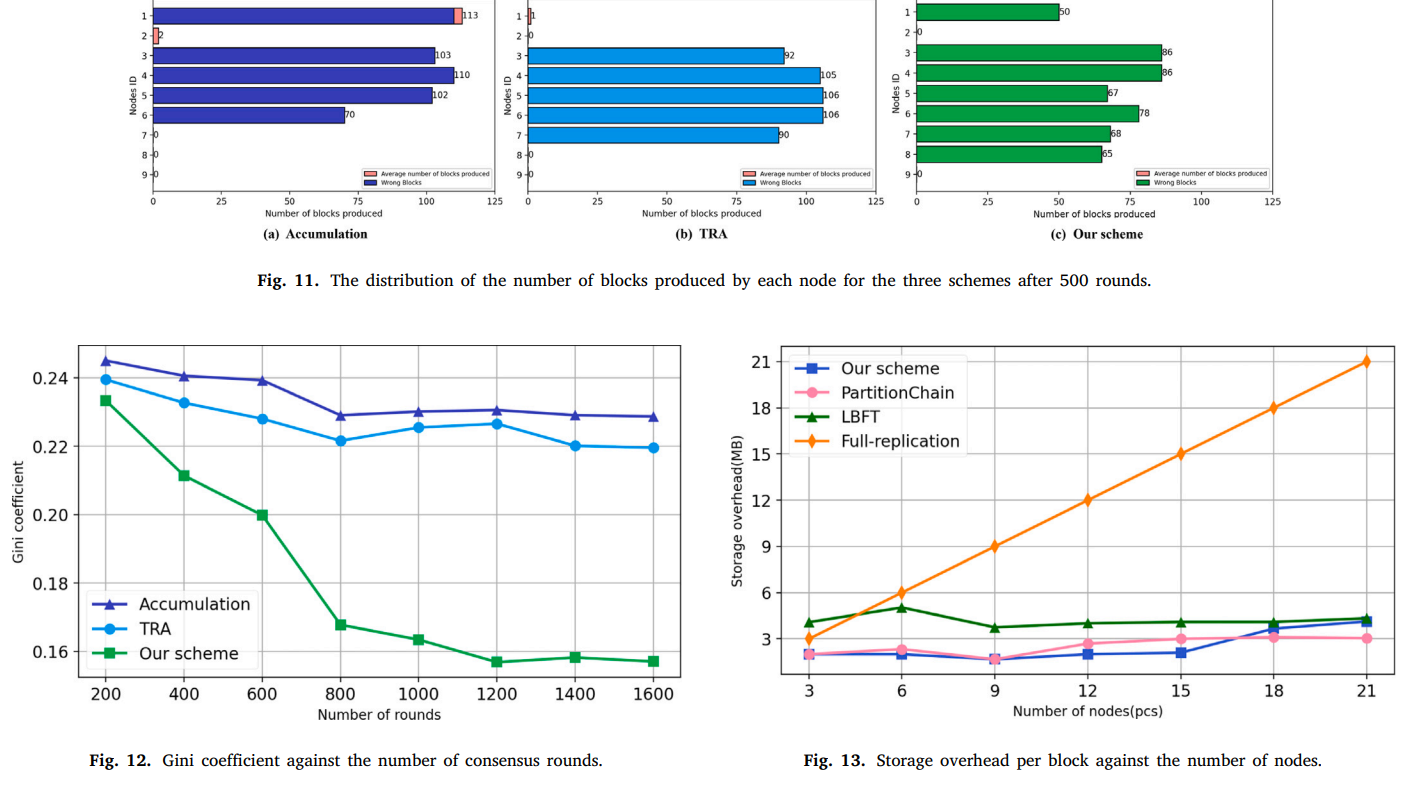 Nodes ID
1
113
2
2
3
103
4
110
5
102
6
70
7
0
8
0
9
0
Average number of blocks produced
Wrong Blocks
0 25 50 75 100 125
Number of blocks produced
(a) Accumulation
Nodes ID
1
1
2
0
3
92
4
105
5
106
6
106
7
90
8
0
9
0
Average number of blocks produced
Wrong Blocks
0 25 50 75 100 125
Number of blocks produced
(b) TRA
Nodes ID
1
50
2
0
3
86
4
86
5
67
6
78
7
68
8
65
9
0
Average number of blocks produced
Wrong Blocks
0 25 50 75 100 125
Number of blocks produced
(c) Our scheme
Fig. 11. The distribution of the number of blocks produced by each node for the three schemes after 500 rounds.
Gini coefficient
0.24
0.22
0.20
0.18
0.16
Accumulation
TRA
Our scheme
200 400 600 800 1000 1200 1400 1600
Number of rounds
Fig. 12. Gini coefficient against the number of consensus rounds.
Storage overhead(MB)
21
18
15
12
9
6
3
Our scheme
PartitionChain
LBFT
Full-replication
3 6 9 12 15 18 21
Number of nodes(pcs)
Fig. 13. Storage overhead per block against the number of nodes.